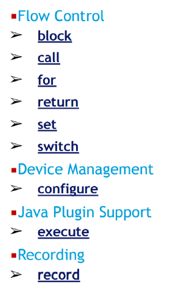 ▪Flow Control
➢ block
➢ call
➢ for
➢ return
➢ set
➢ switch
▪Device Management
➢ configure
▪Java Plugin Support
➢ execute
▪Recording
➢ record